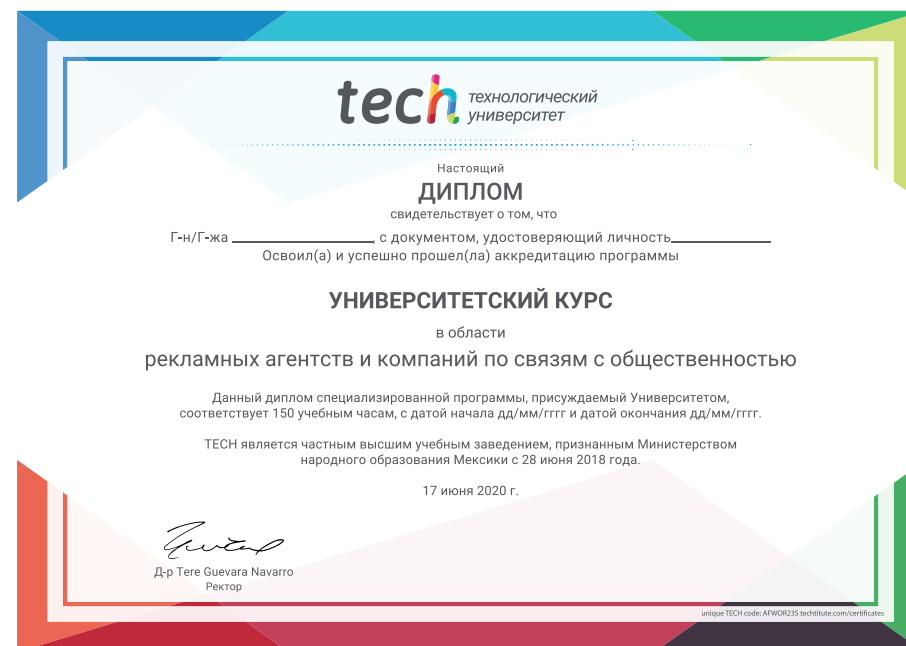 tech технологический
университет
Настоящий
ДИПЛОМ
свидетельствует о том, что
Г-н/Г-жа ____________________, с документом, удостоверяющий личность______________
Освоил(а) и успешно прошел(ла) аккредитацию программы
УНИВЕРСИТЕТСКИЙ КУРС
в области
рекламных агентств и компаний по связям с общественностью
Данный диплом специализированной программы, присуждаемый Университетом,
соответствует 150 учебным часам, с датой начала дд/мм/гггг и датой окончания дд/мм/гггг.
TECH является частным высшим учебным заведением, признанным Министерством
народного образования Мексики с 28 июня 2018 года.
17 июня 2020 г.
Д-р Tere Guevara Navarro
Ректор
unique TECH code: AFWOR23S techtitute.com/certificates